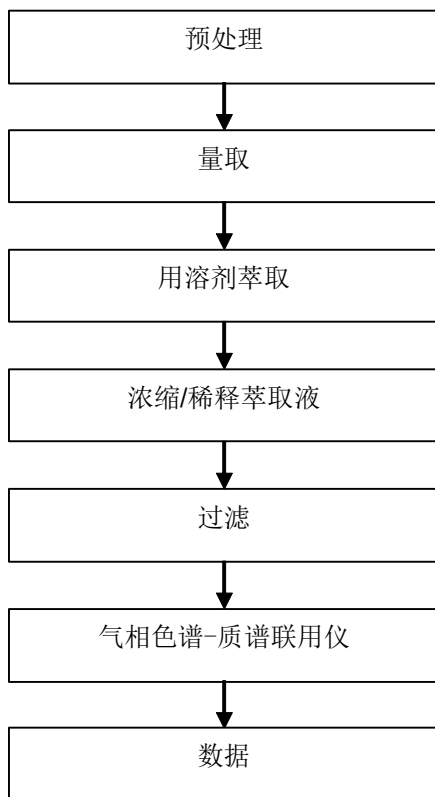 预处理
量取
用溶剂萃取
浓缩/稀释萃取液
过滤
气相色谱-质谱联用仪
数据